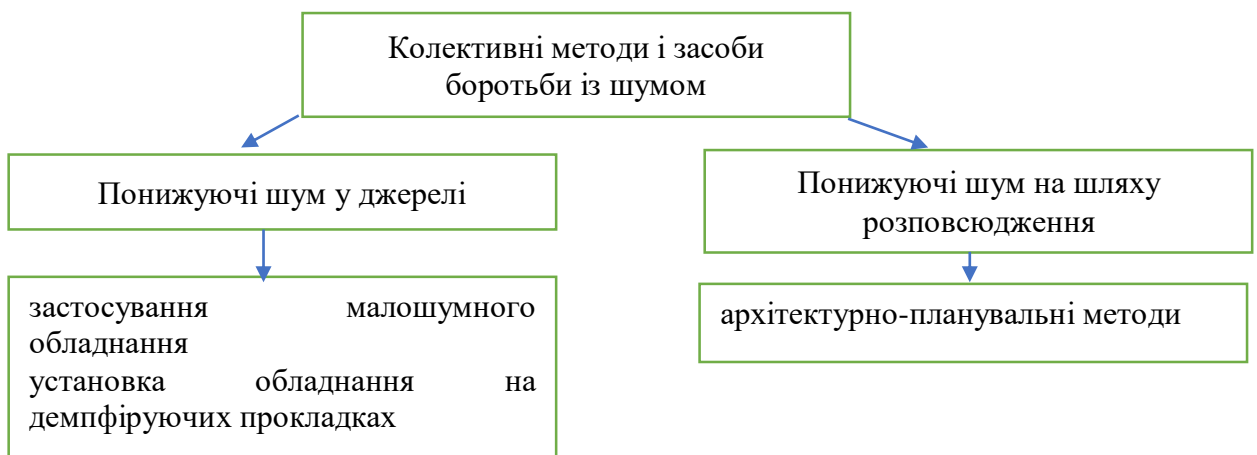 Колективні методи і засоби
боротьби із шумом
Понижуючі шум у джерелі
Понижуючі шум на шляху
розповсюдження
застосування малошумного
обладнання
установка обладнання на
демпфіруючих прокладках
архітектурно-планувальні методи